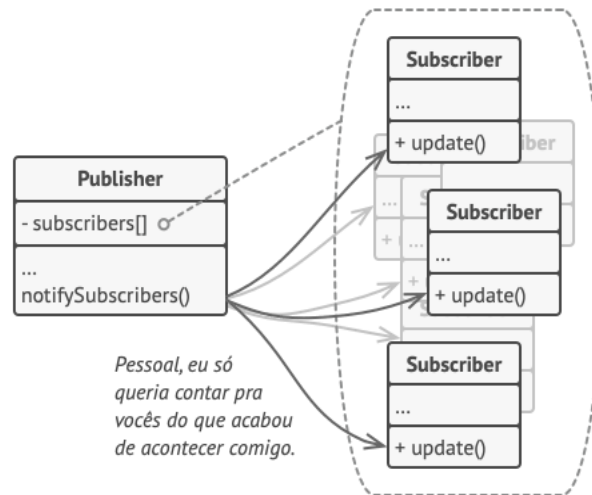 Publisher
- subscribers[]
...
notifySubscribers()
Pessoal, eu só
queria contar pra
vocês do que acabou
de acontecer comigo.
Subscriber
...
+ update()
Subscriber
...
+ update()
Subscriber
...
+ update()